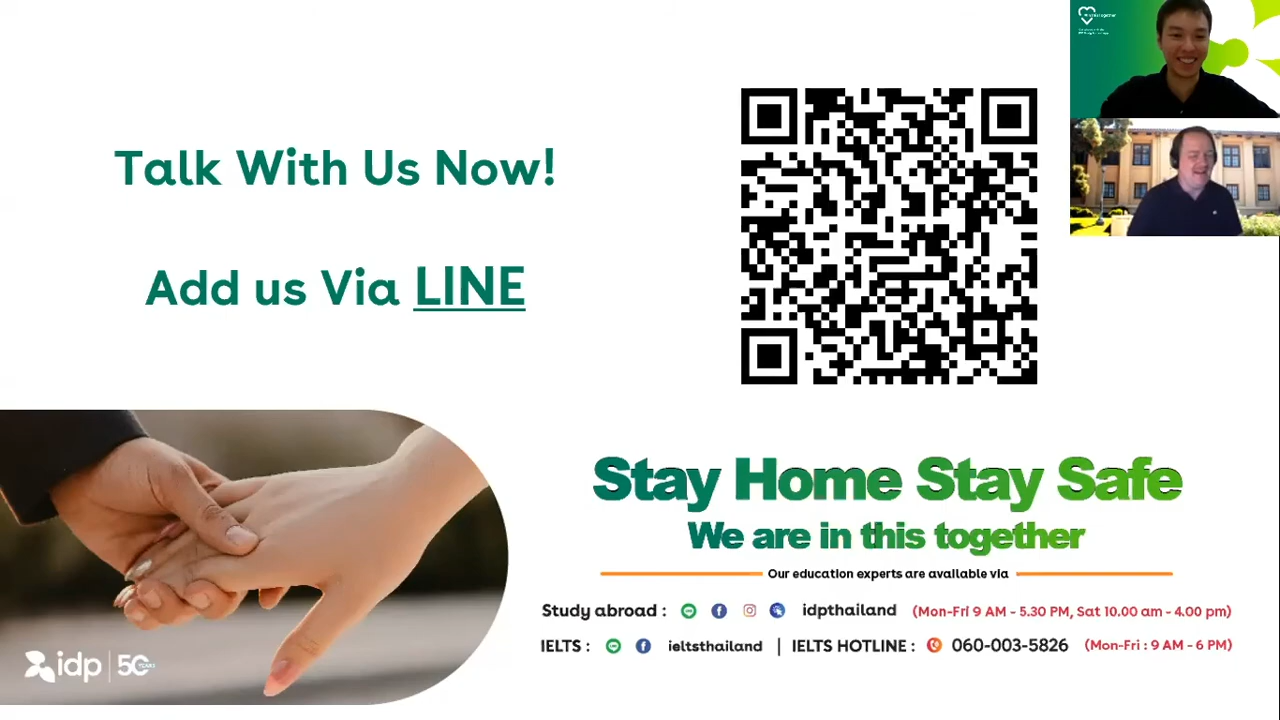 Talk With Us Now!
Add us Via LINE
Stay Home Stay Safe
We are in this together
Our education experts are available via
Study abroad : idpthailand (Mon-Fri 9 AM - 5.30 PM, Sat 10.00 am - 4.00 pm)
IELTS : ieltsthailand | IELTS HOTLINE : 060-003-5826 (Mon-Fri : 9 AM - 6 PM)
idp | 50 YEARS